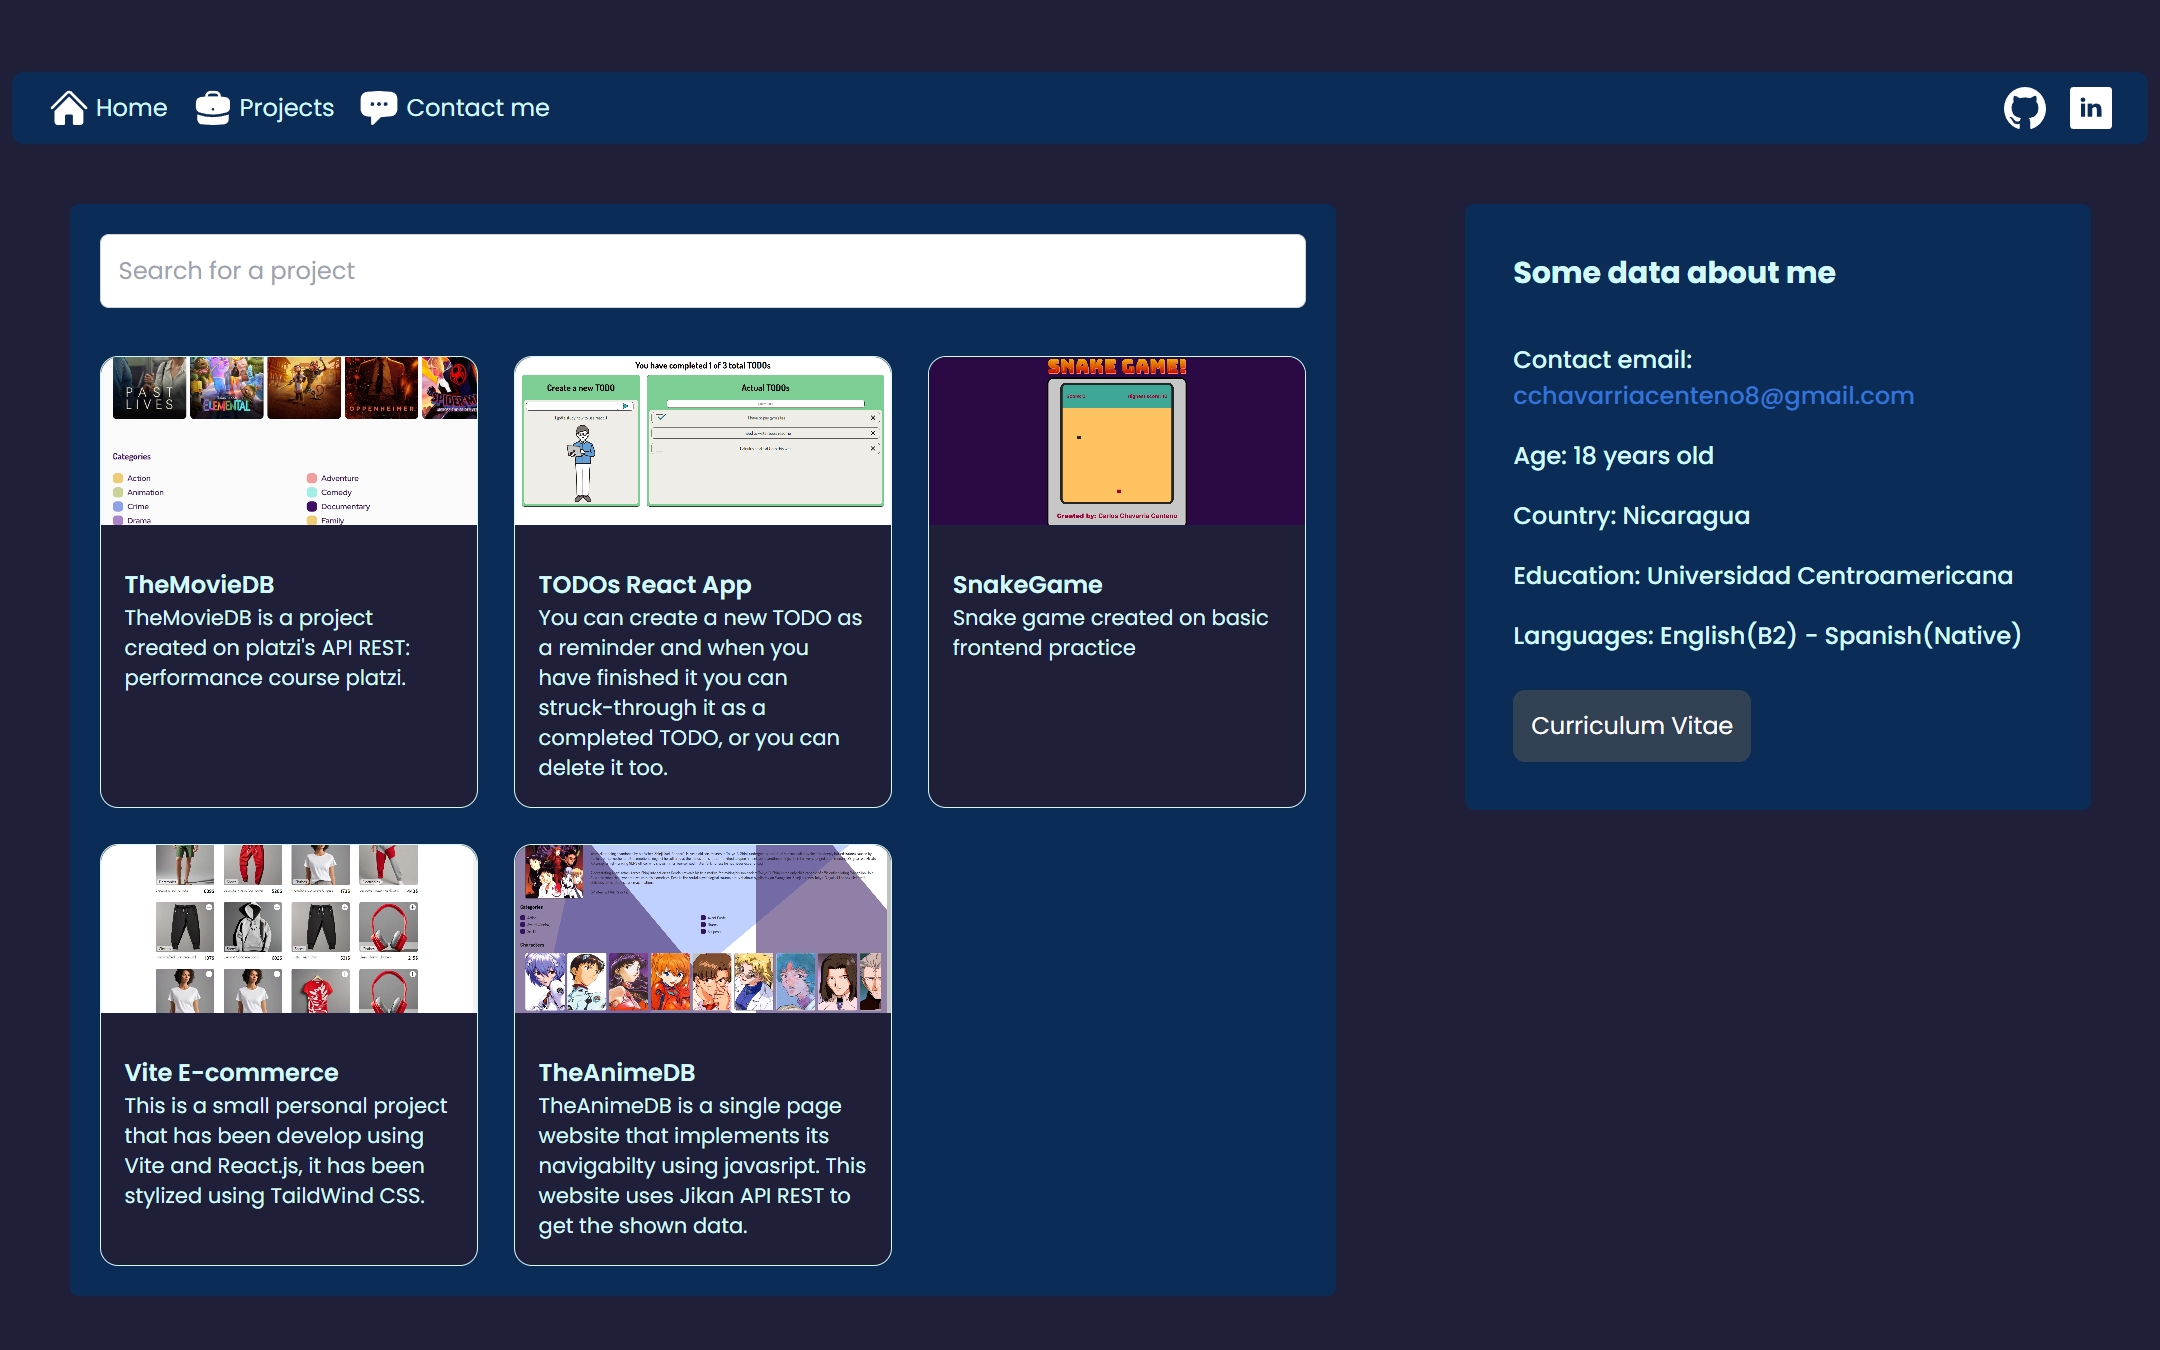 Home
Projects
Contact me
in
Search for a project
PAST
LIVES
ELEMENTAL
OPPENHEIMER
Categories
Action
Adventure
Animation
Comedy
Crime
Documentary
Drama
Family
TheMovieDB
TheMovieDB is a project
created on platzi's API REST:
performance course platzi.
You have completed 1 of 3 total TODOs
Create a new TODO
Actual TODOs
TODOs React App
You can create a new TODO as
a reminder and when you
have finished it you can
struck-through it as a
completed TODO, or you can
delete it too.
SNAKE GAME!
Created by: Carlos Chavarria Centeno
SnakeGame
Snake game created on basic
frontend practice
Vite E-commerce
This is a small personal project
that has been develop using
Vite and React.js, it has been
stylized using TaildWind CSS.
Categories
Characters
TheAnimeDB
TheAnimeDB is a single page
website that implements its
navigabilty using javasript. This
website uses Jikan API REST to
get the shown data.
Some data about me
Contact email:
cchavarriacenteno8@gmail.com
Age: 18 years old
Country: Nicaragua
Education: Universidad Centroamericana
Languages: English(B2) - Spanish(Native)
Curriculum Vitae